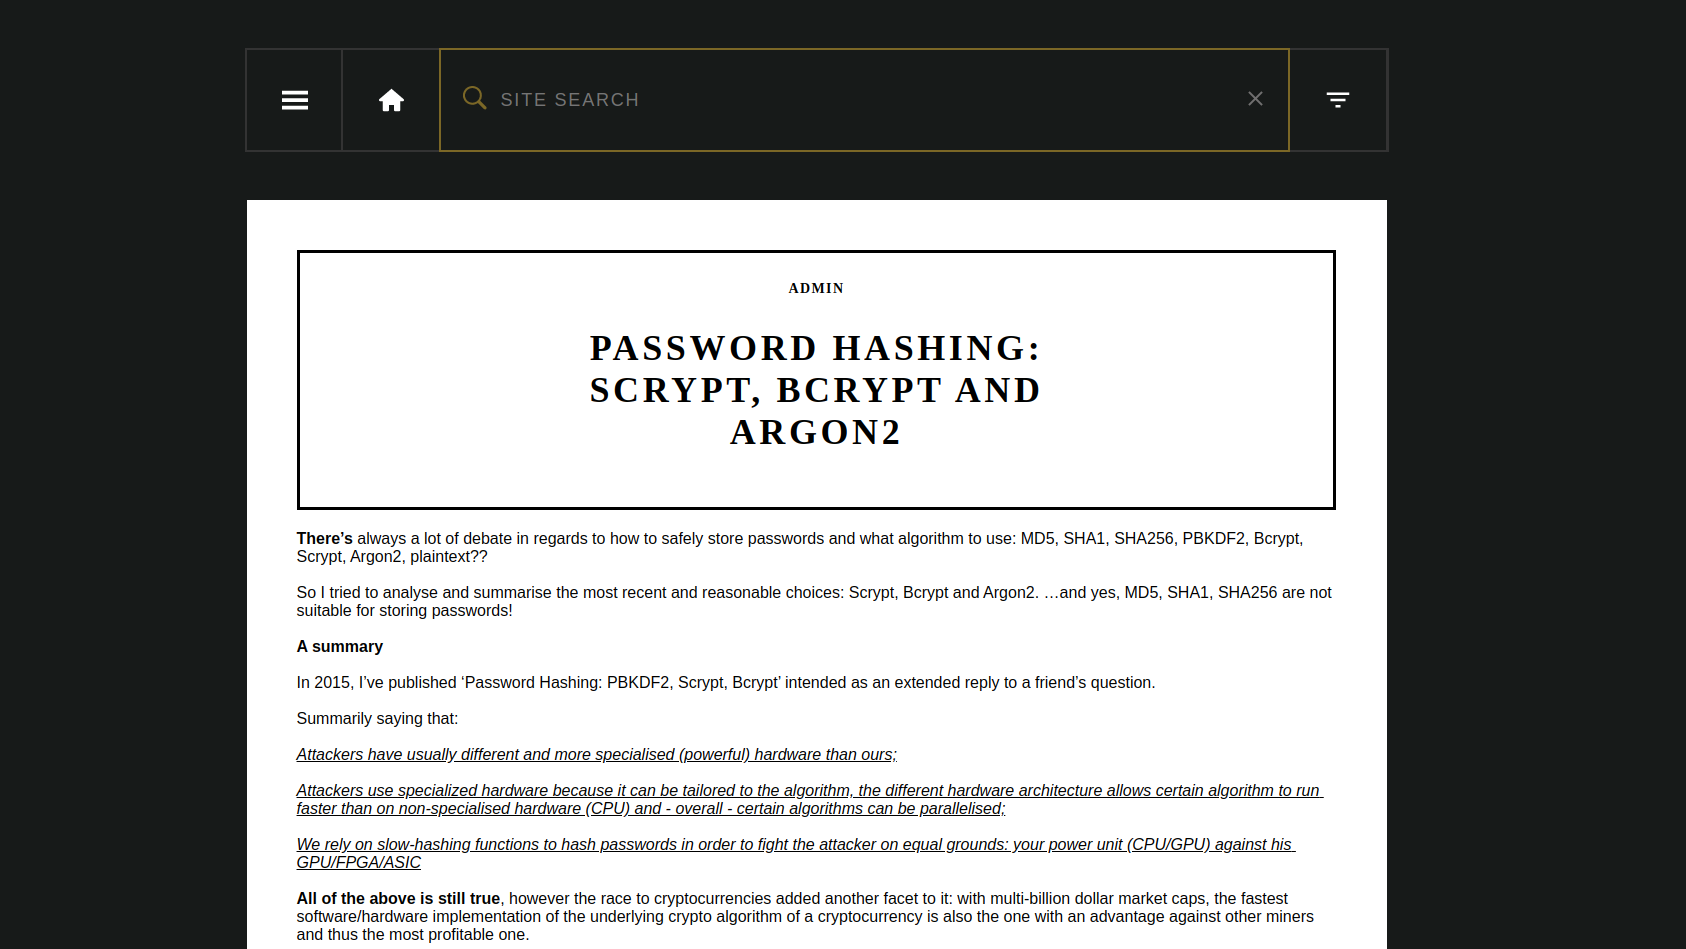 SITE SEARCH
ADMIN
PASSWORD HASHING:
SCRYPT, BCRYPT AND
ARGON2
There’s always a lot of debate in regards to how to safely store passwords and what algorithm to use: MD5, SHA1, SHA256, PBKDF2, Bcrypt,
Scrypt, Argon2, plaintext??
So I tried to analyse and summarise the most recent and reasonable choices: Scrypt, Bcrypt and Argon2. …and yes, MD5, SHA1, SHA256 are not
suitable for storing passwords!
A summary
In 2015, I’ve published ‘Password Hashing: PBKDF2, Scrypt, Bcrypt’ intended as an extended reply to a friend’s question.
Summarily saying that:
Attackers have usually different and more specialised (powerful) hardware than ours;
Attackers use specialized hardware because it can be tailored to the algorithm, the different hardware architecture allows certain algorithm to run
faster than on non-specialised hardware (CPU) and - overall - certain algorithms can be parallelised;
We rely on slow-hashing functions to hash passwords in order to fight the attacker on equal grounds: your power unit (CPU/GPU) against his
GPU/FPGA/ASIC
All of the above is still true, however the race to cryptocurrencies added another facet to it: with multi-billion dollar market caps, the fastest
software/hardware implementation of the underlying crypto algorithm of a cryptocurrency is also the one with an advantage against other miners
and thus the most profitable one.